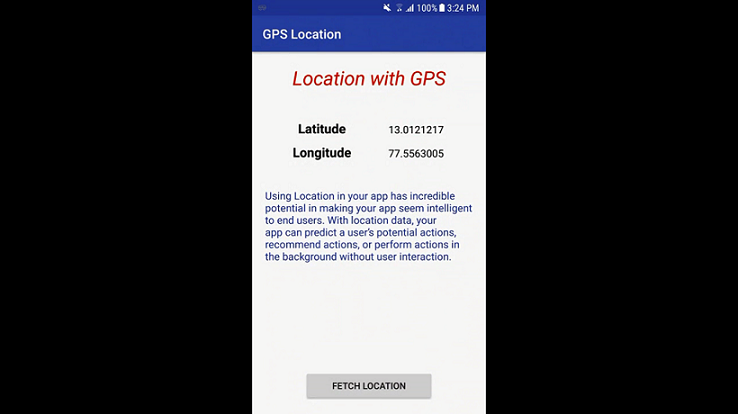 100% 3:24 PM
GPS Location
Location with GPS
Latitude 13.0121217
Longitude 77.5563005
Using Location in your app has incredible
potential in making your app seem intelligent
to end users. With location data, your
app can predict a user's potential actions,
recommend actions, or perform actions in
the background without user interaction.
FETCH LOCATION